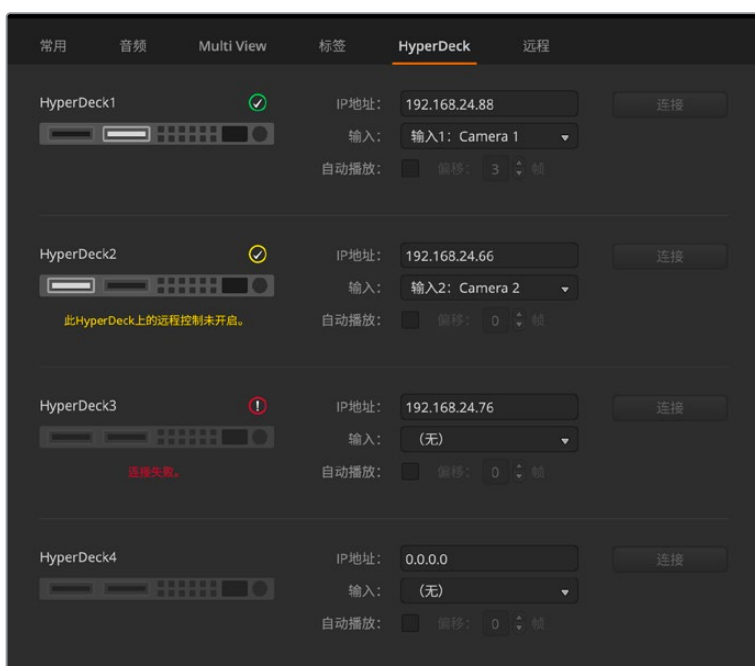 常用 音频 Multi View 标签 HyperDeck 远程
HyperDeck1 IP地址: 192.168.24.88 连接
输入: 输入1: Camera 1
自动播放: 偏移: 3 帧
HyperDeck2 IP地址: 192.168.24.66 连接
输入: 输入2: Camera 2
此HyperDeck上的远程控制未开启。 自动播放: 偏移: 0 帧
HyperDeck3 IP地址: 192.168.24.76 连接
输入: (无)
连接失败。 自动播放: 偏移: 0 帧
HyperDeck4 IP地址: 0.0.0.0 连接
输入: (无)
自动播放: 偏移: 0 帧